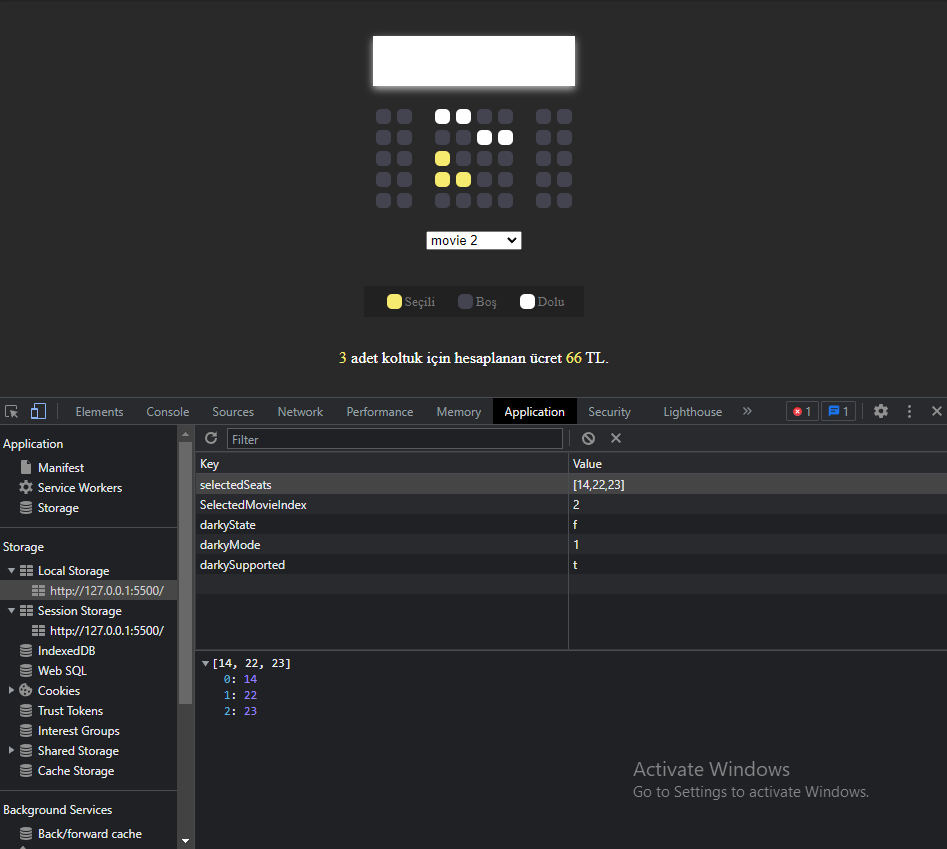 movie 2
Seçili Boş Dolu
3 adet koltuk için hesaplanan ücret 66 TL.
Elements Console Sources Network Performance Memory Application Security Lighthouse » 1 1
Application
Manifest
Service Workers
Storage
Storage
Local Storage
http://127.0.0.1:5500/
Session Storage
http://127.0.0.1:5500/
IndexedDB
Web SQL
Cookies
Trust Tokens
Interest Groups
Shared Storage
Cache Storage
Background Services
Back/forward cache
Filter
Key Value
selectedSeats [14,22,23]
SelectedMovieIndex 2
darkyState f
darkyMode 1
darkySupported t
[14, 22, 23]
0: 14
1: 22
2: 23
Activate Windows
Go to Settings to activate Windows.